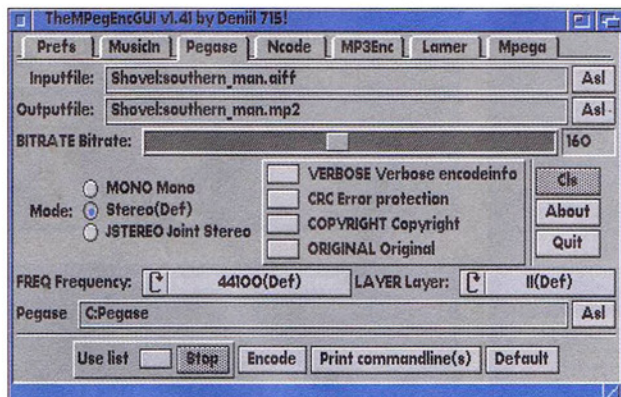 TheMPegEncGUI v1.41 by Deniil 715!
Prefs MusicIn Pegase Ncode MP3Enc Lamer Mpega
Inputfile: Shovel:southern_man.aiff Asl
Outputfile: Shovel:southern_man.mp2 Asl
BITRATE Bitrate: 160
VERBOSE Verbose encodeinfo
CRC Error protection
COPYRIGHT Copyright
ORIGINAL Original
Mode:
MONO Mono
Stereo(Def)
JSTEREO Joint Stereo
Cls
About
Quit
FREQ Frequency: 44100(Def) LAYER Layer: II(Def)
Pegase C:Pegase Asl
Use list Stop Encode Print commandline(s) Default